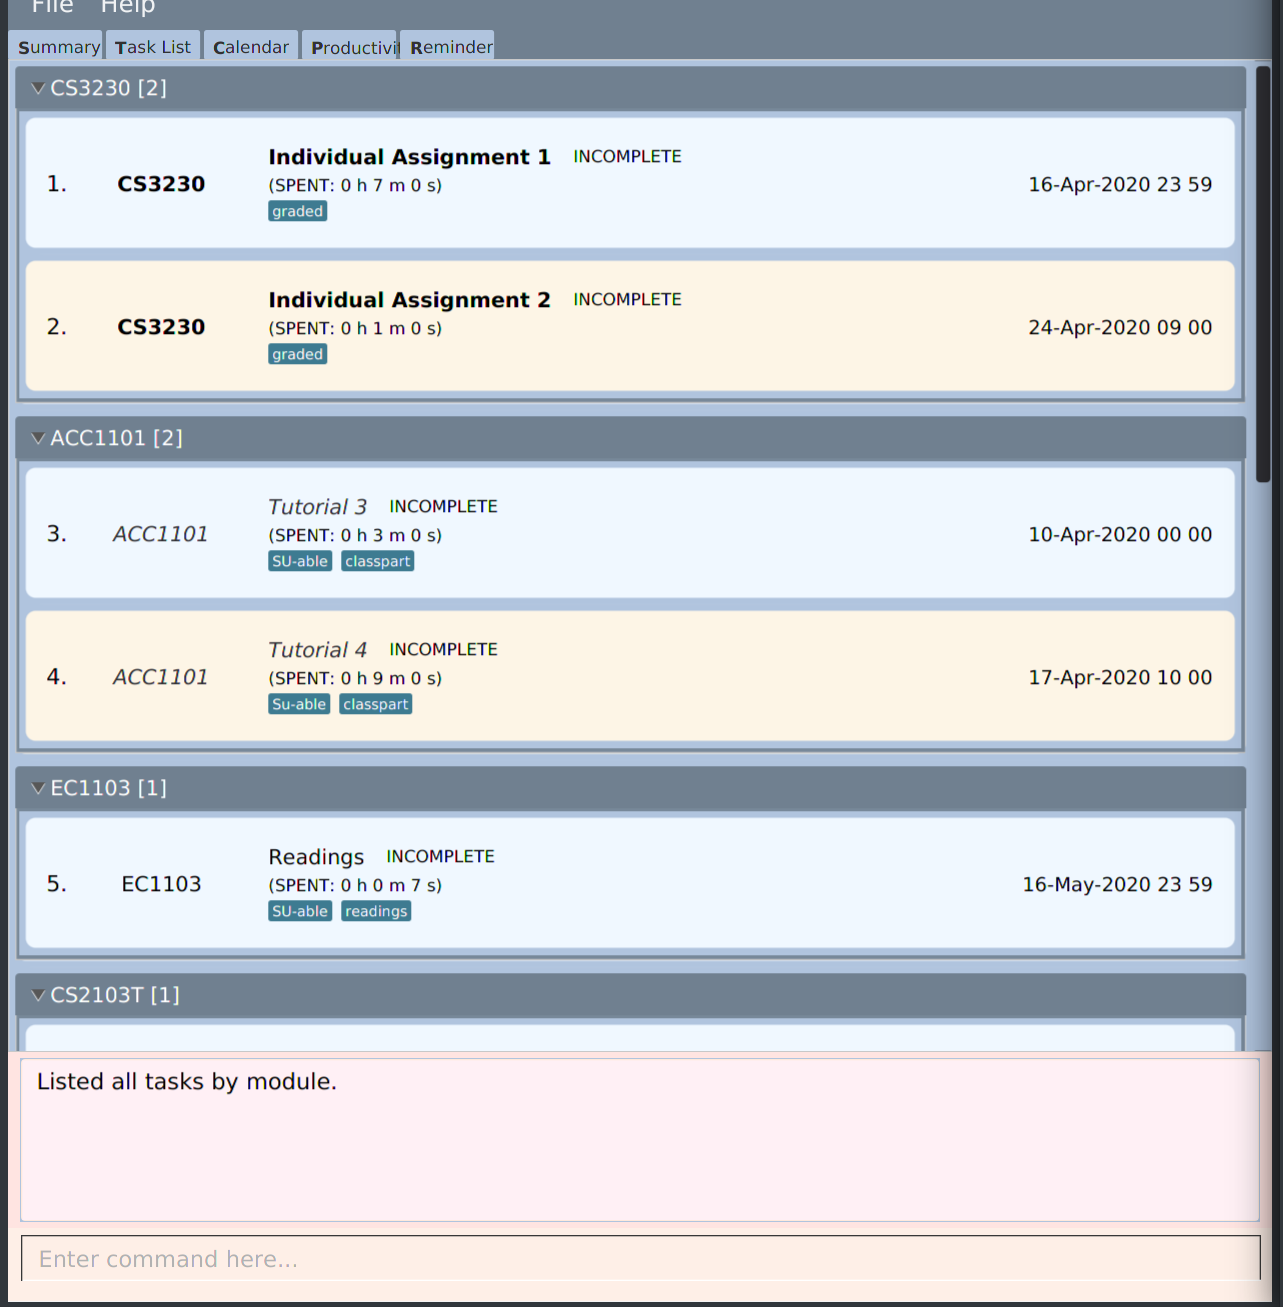 File Help
Summary Task List Calendar Productivi Reminder
CS3230 [2]
Individual Assignment 1 INCOMPLETE
1. CS3230 (SPENT: 0 h 7 m 0 s) 16-Apr-2020 23 59
graded
Individual Assignment 2 INCOMPLETE
2. CS3230 (SPENT: 0 h 1 m 0 s) 24-Apr-2020 09 00
graded
ACC1101 [2]
Tutorial 3 INCOMPLETE
3. ACC1101 (SPENT: 0 h 3 m 0 s) 10-Apr-2020 00 00
SU-able classpart
Tutorial 4 INCOMPLETE
4. ACC1101 (SPENT: 0 h 9 m 0 s) 17-Apr-2020 10 00
Su-able classpart
EC1103 [1]
Readings INCOMPLETE
5. EC1103 (SPENT: 0 h 0 m 7 s) 16-May-2020 23 59
SU-able readings
CS2103T [1]
Listed all tasks by module.
Enter command here...